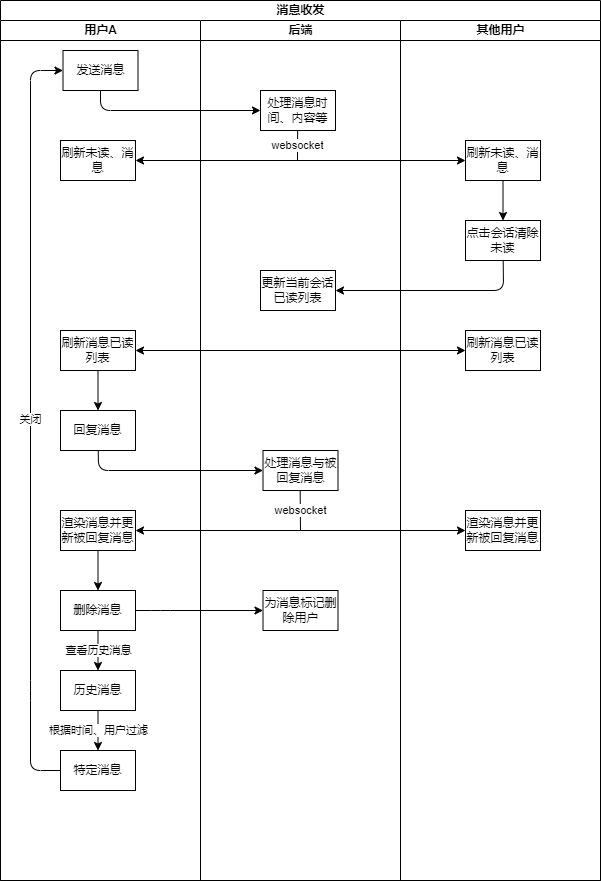 消息收发
用户A
后端
其他用户
发送消息
处理消息时
间、内容等
websocket
刷新未读、消
息
刷新未读、消
息
点击会话清除
未读
更新当前会话
已读列表
刷新消息已读
列表
刷新消息已读
列表
关闭
回复消息
处理消息与被
回复消息
websocket
渲染消息并更
新被回复消息
渲染消息并更
新被回复消息
删除消息
为消息标记删
除用户
查看历史消息
历史消息
根据时间、用户过滤
特定消息